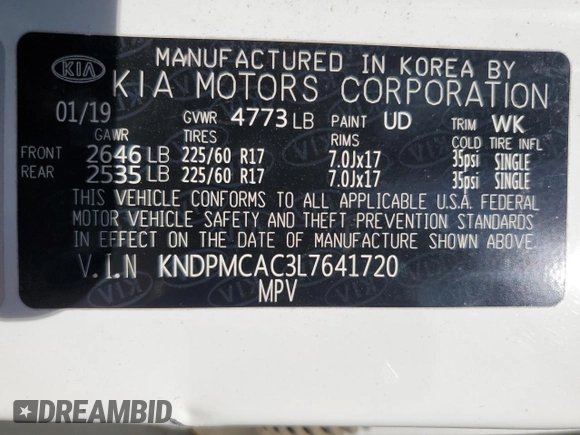 KIA
MANUFACTURED IN KOREA BY
KIA MOTORS CORPORATION
01/19 GVWR 4773 LB PAINT UD TRIM WK
GAWR TIRES RIMS COLD TIRE INFL
FRONT 2646 LB 225/60 R17 7.0Jx17 35psi SINGLE
REAR 2535 LB 225/60 R17 7.0Jx17 35psi SINGLE
THIS VEHICLE CONFORMS TO ALL APPLICABLE U.S.A. FEDERAL
MOTOR VEHICLE SAFETY AND THEFT PREVENTION STANDARDS
IN EFFECT ON THE DATE OF MANUFACTURE SHOWN ABOVE.
V.I.N KNDPMCAC3L7641720
MPV
DREAMBID